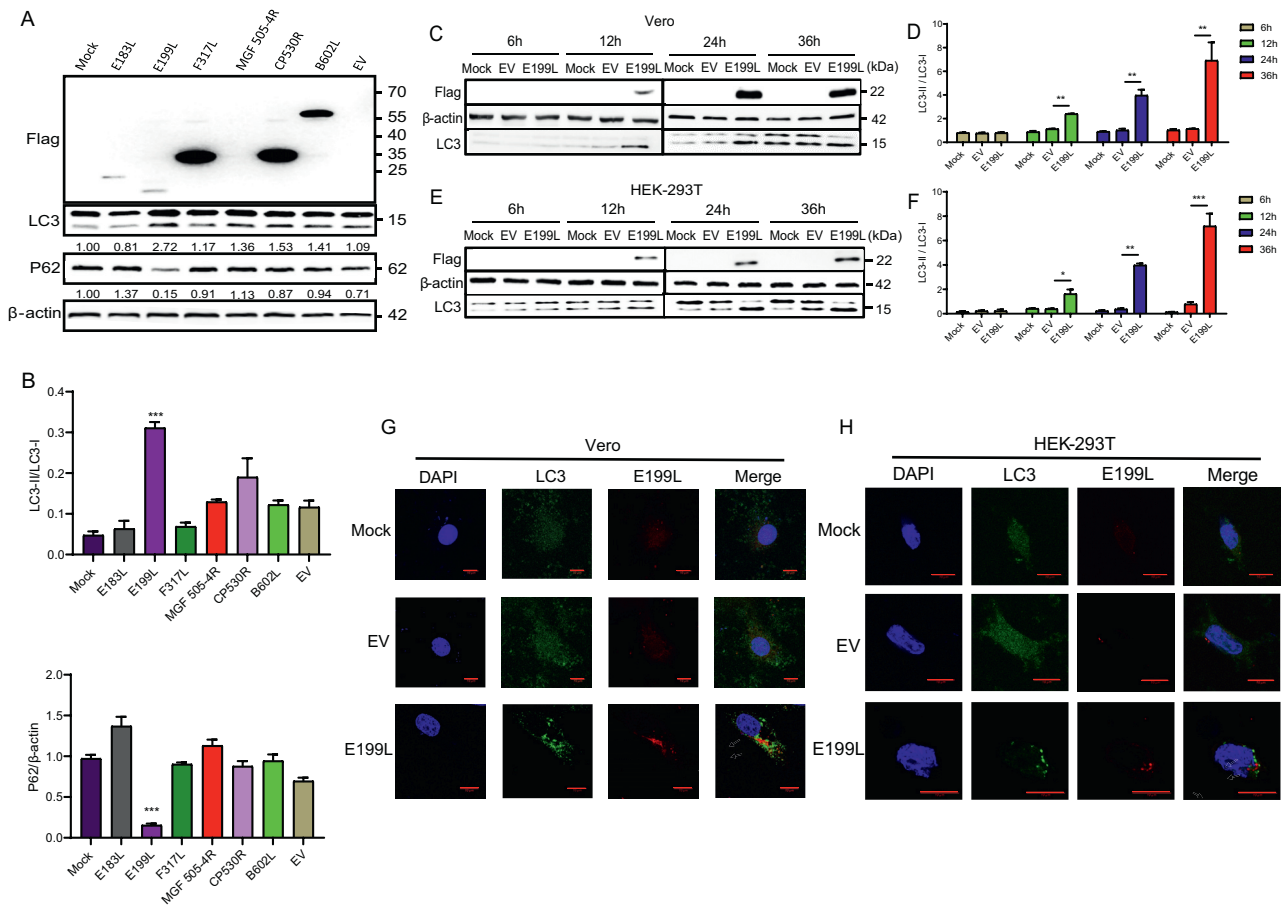 A
Mock E183L E199L F317L MGF 505-4R CP530R B602L EV
Flag
70
55
40
35
25
LC3
15
1.00 0.81 2.72 1.17 1.36 1.53 1.41 1.09
P62
62
1.00 1.37 0.15 0.91 1.13 0.87 0.94 0.71
β-actin
42
B
LC3-II/LC3-I
0.4
0.3
0.2
0.1
0.0
***
Mock E183L E199L F317L MGF 505-4R CP530R B602L EV
P62/β-actin
2.0
1.5
1.0
0.5
0.0
***
Mock E183L E199L F317L MGF 505-4R CP530R B602L EV
C
Vero
6h 12h 24h 36h
Mock EV E199L Mock EV E199L Mock EV E199L Mock EV E199L (kDa)
Flag 22
β-actin 42
LC3 15
D
LC3-II / LC3-I
10
8
6
4
2
0
** ** **
Mock EV E199L Mock EV E199L Mock EV E199L Mock EV E199L
6h
12h
24h
36h
E
HEK-293T
6h 12h 24h 36h
Mock EV E199L Mock EV E199L Mock EV E199L Mock EV E199L (kDa)
Flag 22
β-actin 42
LC3 15
F
LC3-II / LC3-I
10
8
6
4
2
0
* ** ***
Mock EV E199L Mock EV E199L Mock EV E199L Mock EV E199L
6h
12h
24h
36h
G
Vero
DAPI LC3 E199L Merge
Mock
EV
E199L
H
HEK-293T
DAPI LC3 E199L Merge
Mock
EV
E199L